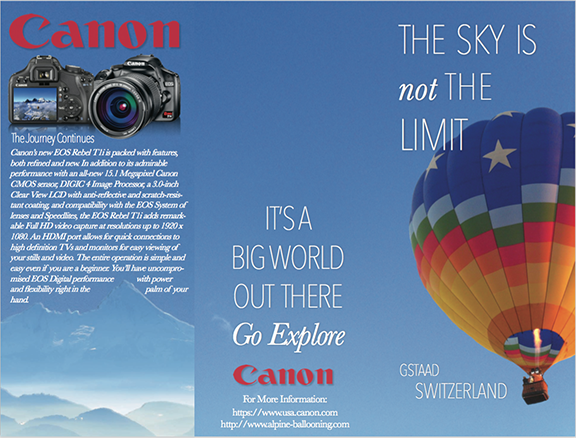 Canon
The Journey Continues
Canon's new EOS Rebel T1i is packed with features,
both refined and new. In addition to its admirable
performance with an all-new 15.1 Megapixel Canon
CMOS sensor, DIGIC 4 Image Processor, a 3.0-inch
Clear View LCD with anti-reflective and scratch-resis-
tant coating, and compatibility with the EOS System of
lenses and Speedlites, the EOS Rebel T1i adds remark-
able Full HD video capture at resolutions up to 1920 x
1080. An HDMI port allows for quick connections to
high definition TVs and monitors for easy viewing of
your stills and video. The entire operation is simple and
easy even if you are a beginner. You'll have uncompro-
mised EOS Digital performance with power
and flexibility right in the palm of your
hand.
IT'S A
BIG WORLD
OUT THERE
Go Explore
Canon
For More Information:
https://www.usa.canon.com
http://www.alpine-ballooning.com
THE SKY IS
not THE
LIMIT
GSTAAD
SWITZERLAND